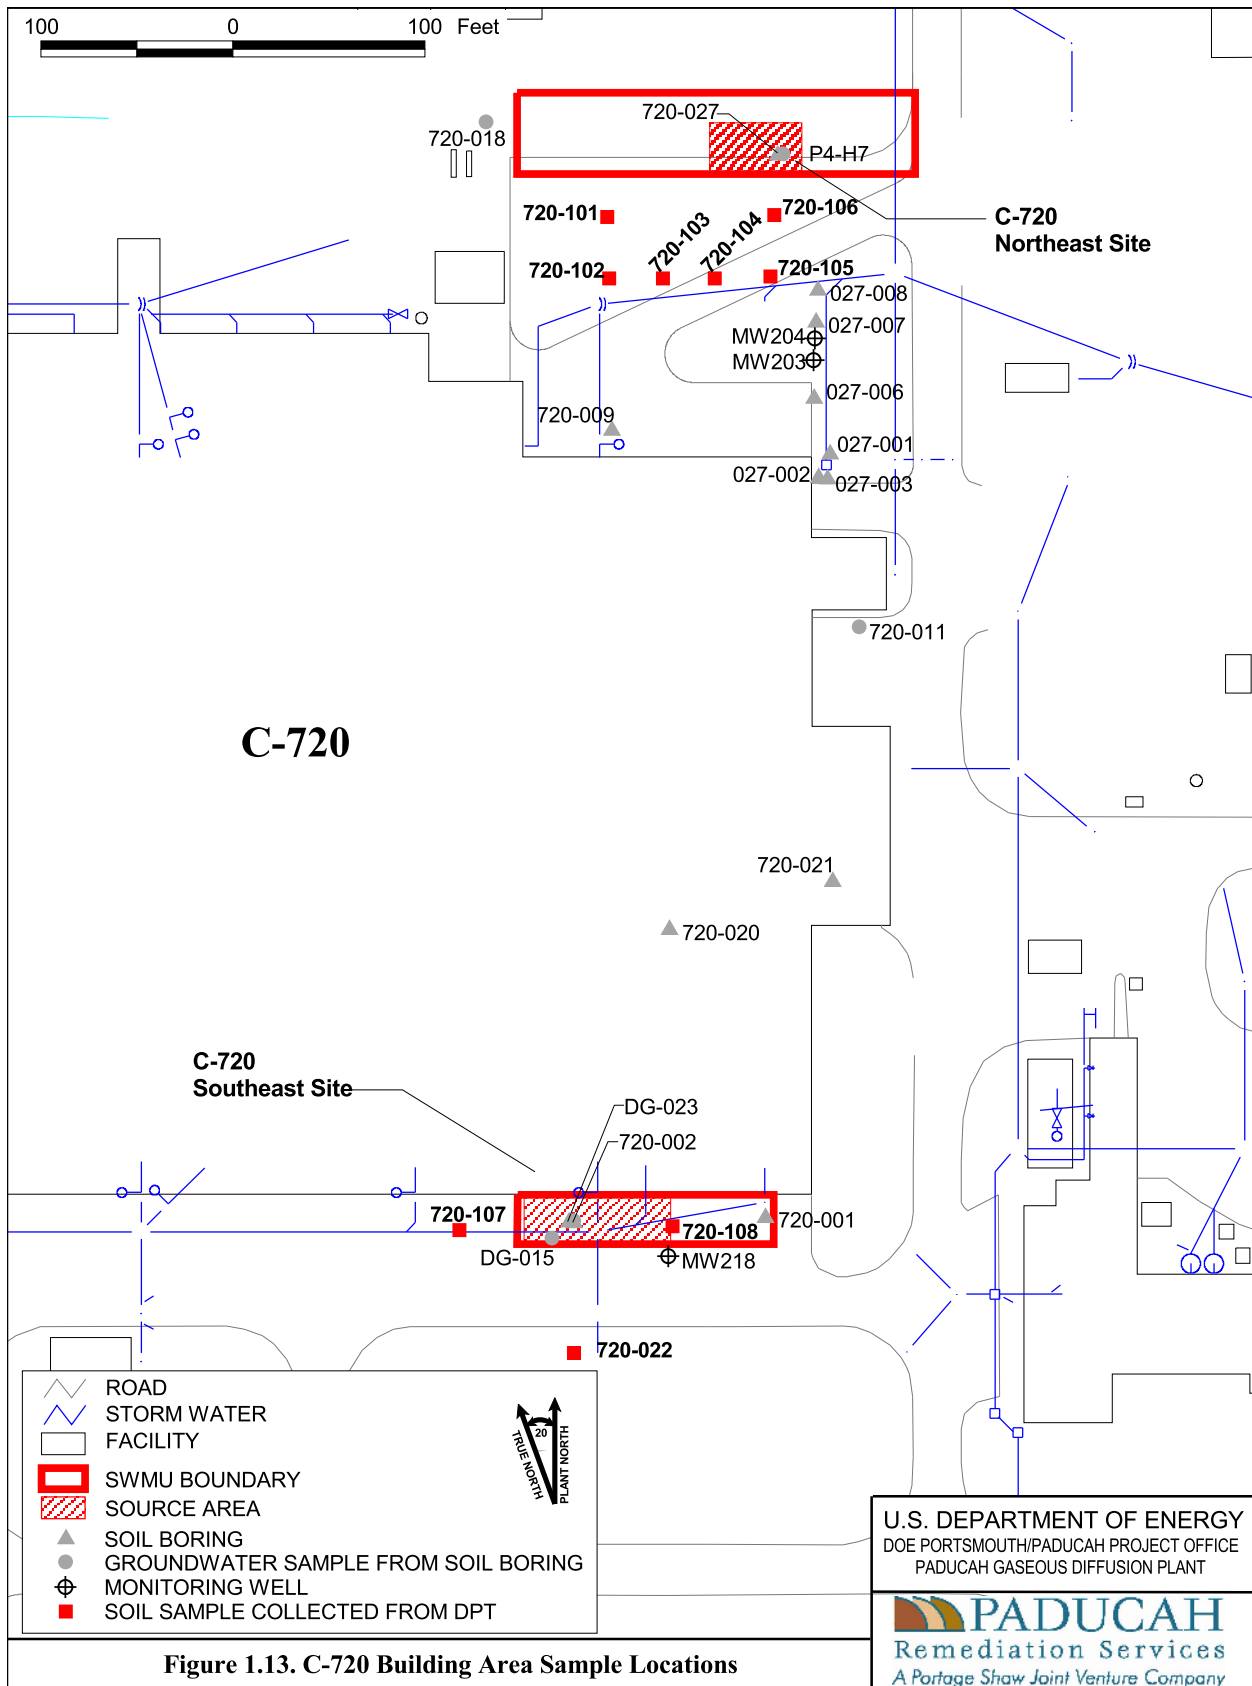 100 0 100 Feet
720-027
720-018
P4-H7
720-101
720-106
720-103
720-104
C-720
Northeast Site
720-102
720-105
027-008
027-007
MW204
MW203
027-006
720-009
027-001
027-002
027-003
720-011
C-720
720-021
720-020
C-720
Southeast Site
DG-023
720-002
720-107
720-108
720-001
DG-015
MW218
720-022
ROAD
STORM WATER
FACILITY
SWMU BOUNDARY
SOURCE AREA
SOIL BORING
GROUNDWATER SAMPLE FROM SOIL BORING
MONITORING WELL
SOIL SAMPLE COLLECTED FROM DPT
20
TRUE NORTH
PLANT NORTH
U.S. DEPARTMENT OF ENERGY
DOE PORTSMOUTH/PADUCAH PROJECT OFFICE
PADUCAH GASEOUS DIFFUSION PLANT
PADUCAH
Remediation Services
A Portage Shaw Joint Venture Company
Figure 1.13. C-720 Building Area Sample Locations